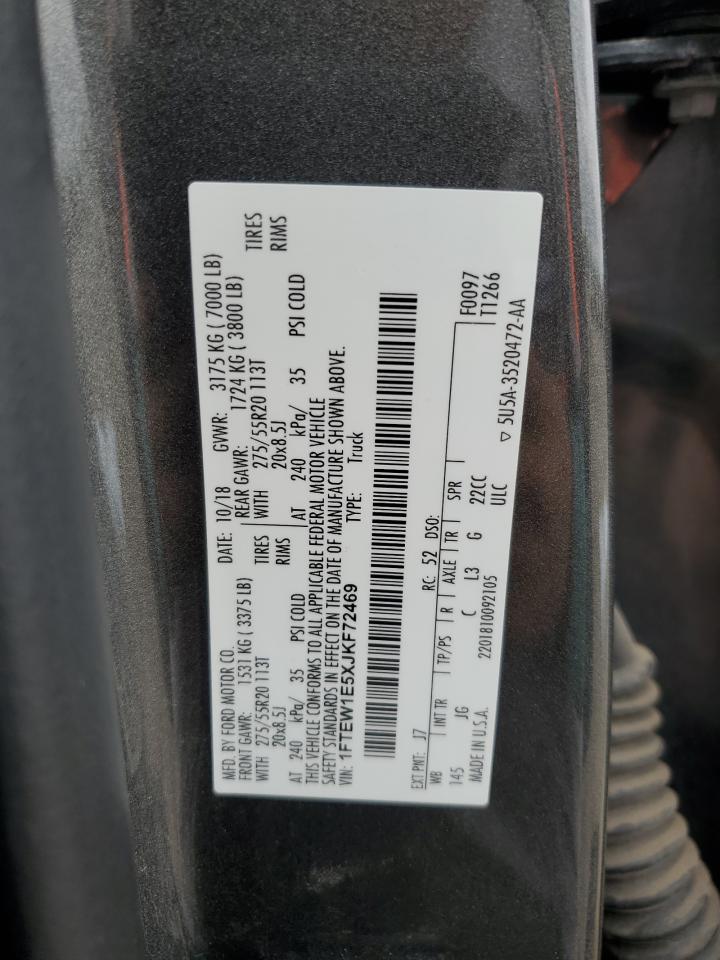 MFD. BY FORD MOTOR CO. DATE: 10/18 GVWR: 3175 KG ( 7000 LB)
FRONT GAWR: 1531 KG ( 3375 LB) REAR GAWR: 1724 KG ( 3800 LB)
WITH 275/55R20 113T TIRES WITH 275/55R20 113T TIRES
20x8.5J RIMS 20x8.5J RIMS
AT 240 kPa/ 35 PSI COLD AT 240 kPa/ 35 PSI COLD
THIS VEHICLE CONFORMS TO ALL APPLICABLE FEDERAL MOTOR VEHICLE
SAFETY STANDARDS IN EFFECT ON THE DATE OF MANUFACTURE SHOWN ABOVE.
VIN: 1FTEW1E5XJKF72469 TYPE: Truck
EXT PNT: J7 RC: 52 DSO:
WB INT TR TP/PS R AXLE TR SPR F0097
145 JG C L3 G 22CC T1266
MADE IN U.S.A. 2201810092105 ULC ▽ 5U5A-3520472-AA